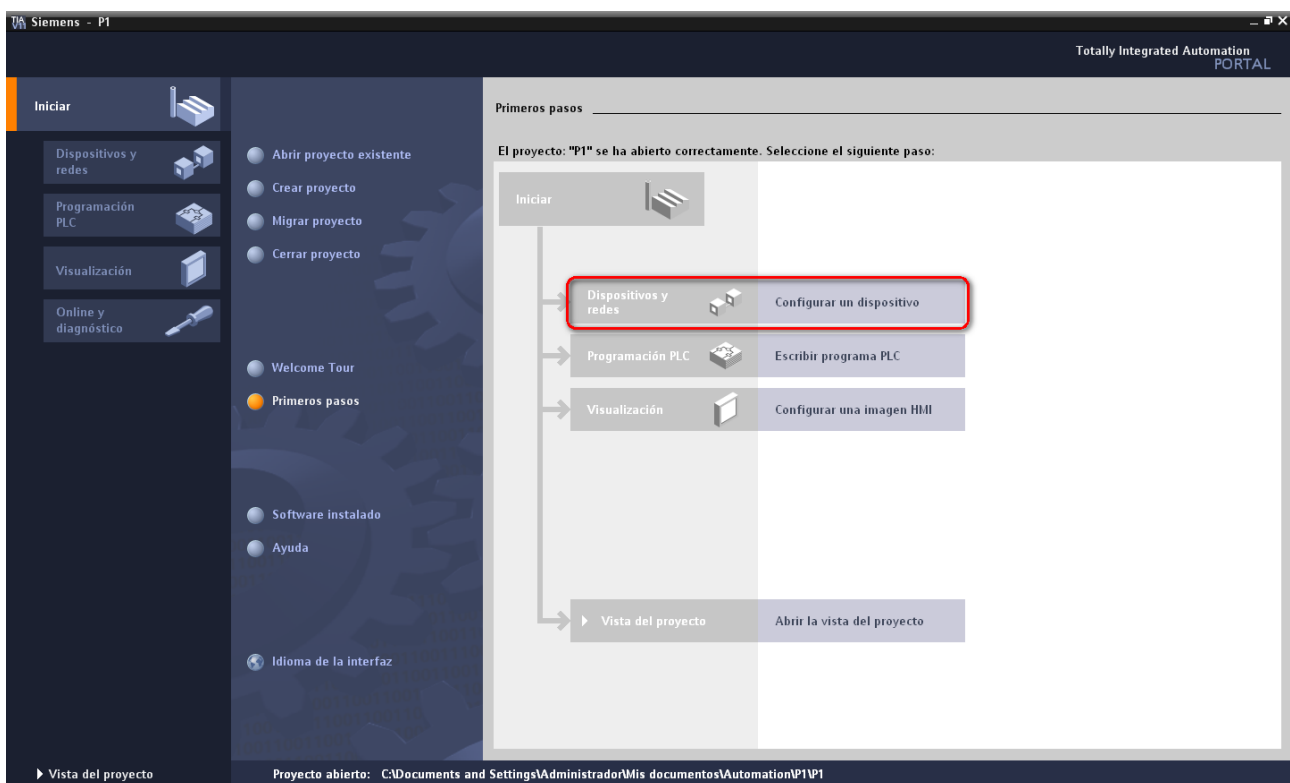 Siemens - P1
Totally Integrated Automation
PORTAL
Iniciar
Dispositivos y
redes
Programación
PLC
Visualización
Online y
diagnóstico
Abrir proyecto existente
Crear proyecto
Migrar proyecto
Cerrar proyecto
Welcome Tour
Primeros pasos
Software instalado
Ayuda
Idioma de la interfaz
Primeros pasos
El proyecto: "P1" se ha abierto correctamente. Seleccione el siguiente paso:
Iniciar
Dispositivos y
redes
Configurar un dispositivo
Programación PLC
Escribir programa PLC
Visualización
Configurar una imagen HMI
Vista del proyecto
Abrir la vista del proyecto
Vista del proyecto
Proyecto abierto: C:\Documents and Settings\Administrador\Mis documentos\Automation\P1\P1